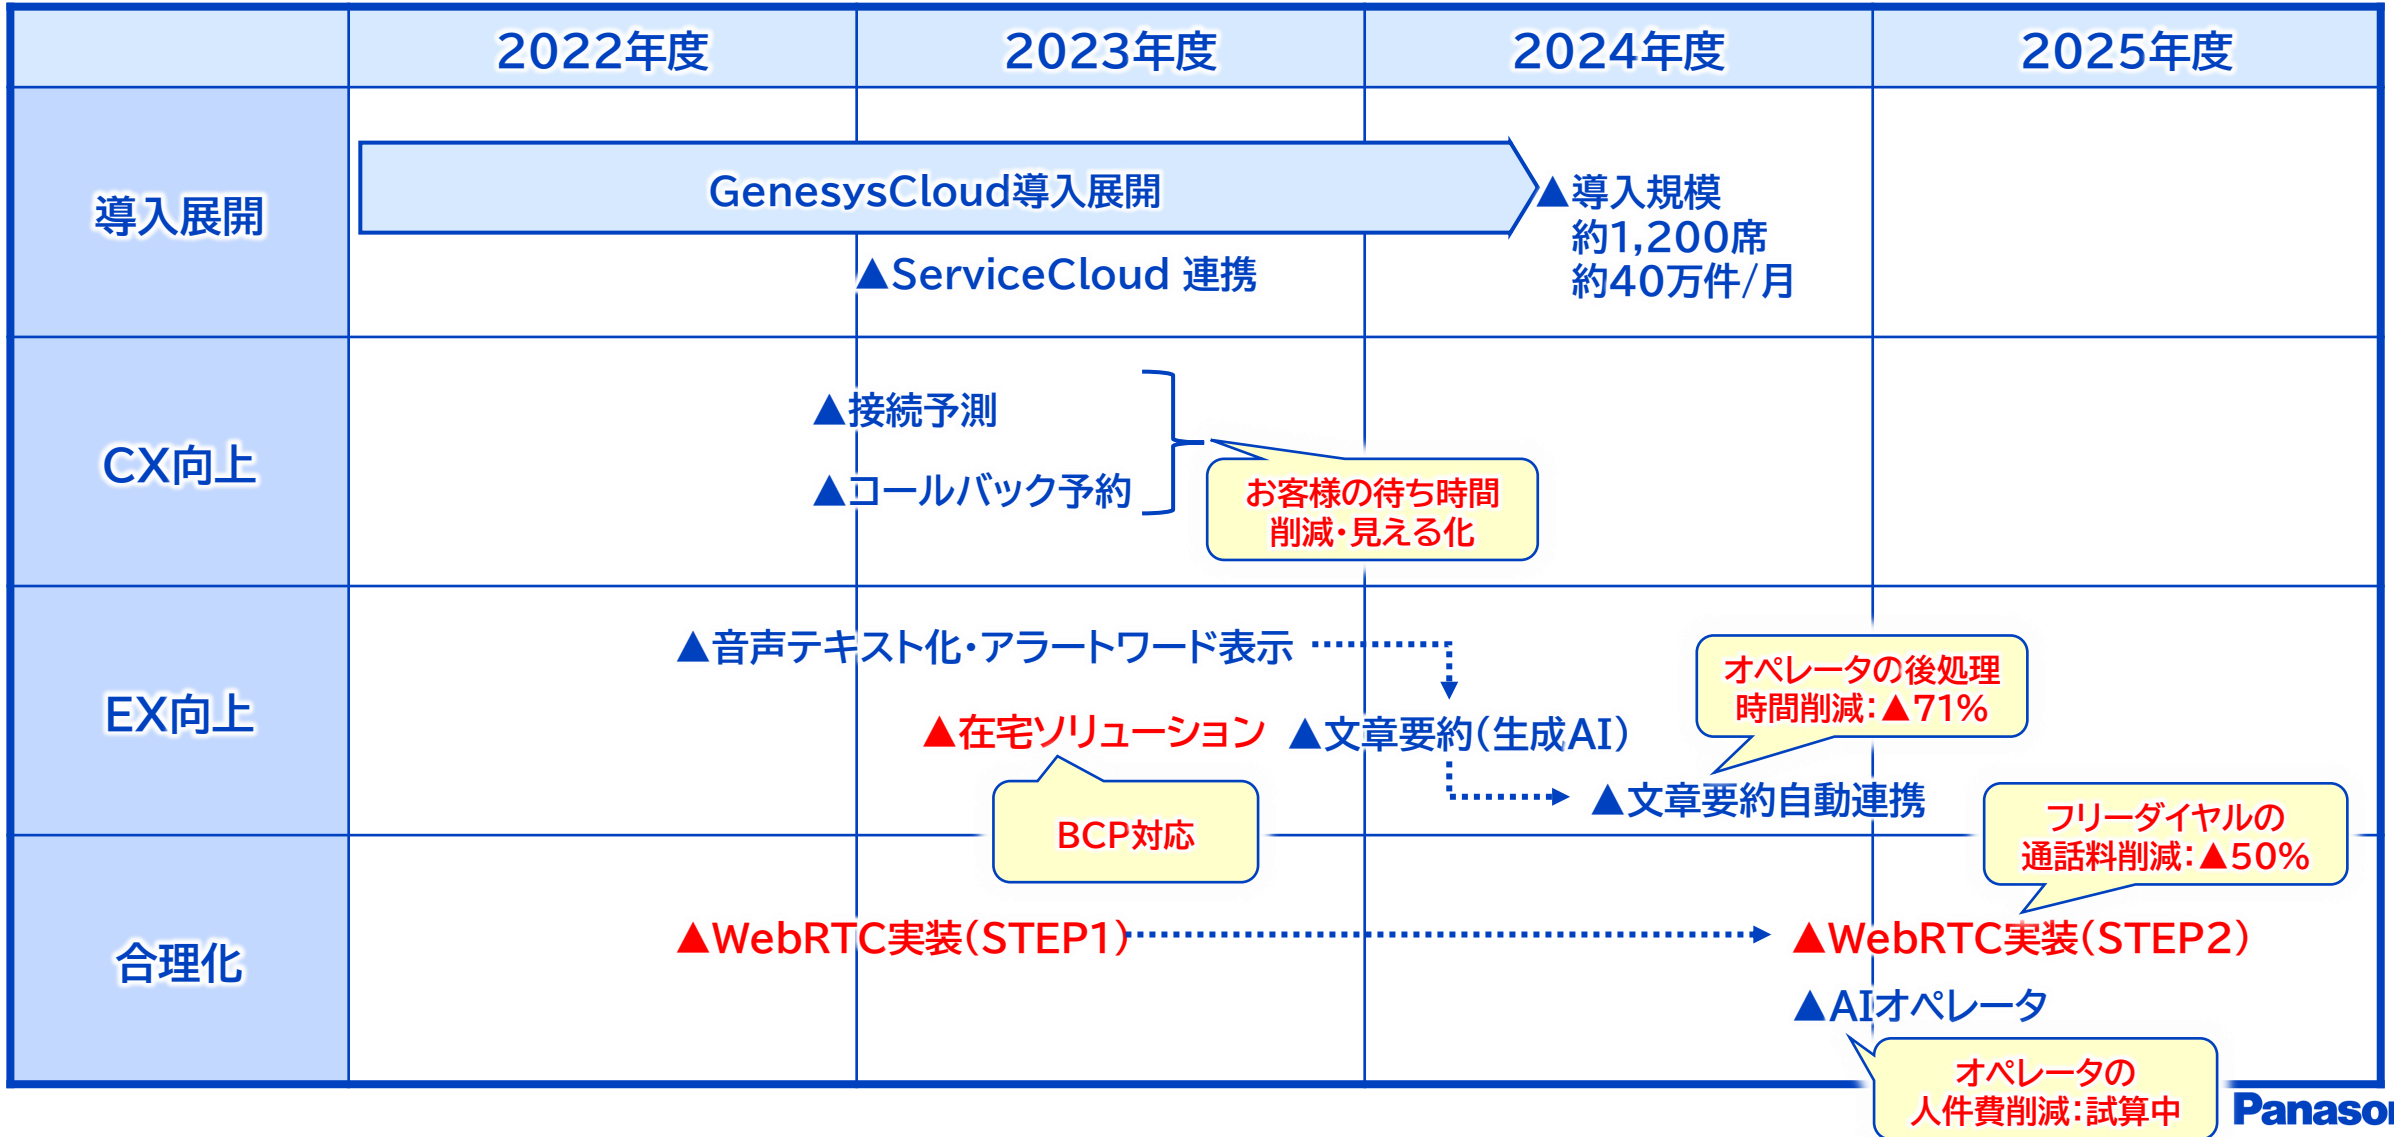 2022年度
2023年度
2024年度
2025年度
導入展開
GenesysCloud導入展開
▲導入規模
約1,200席
約40万件/月
▲ServiceCloud 連携
CX向上
▲接続予測
▲コールバック予約
お客様の待ち時間
削減・見える化
EX向上
▲音声テキスト化・アラートワード表示
▲在宅ソリューション
▲文章要約(生成AI)
オペレータの後処理
時間削減:▲71%
▲文章要約自動連携
BCP対応
合理化
フリーダイヤルの
通話料削減:▲50%
▲WebRTC実装(STEP1)
▲WebRTC実装(STEP2)
▲AIオペレータ
オペレータの
人件費削減:試算中